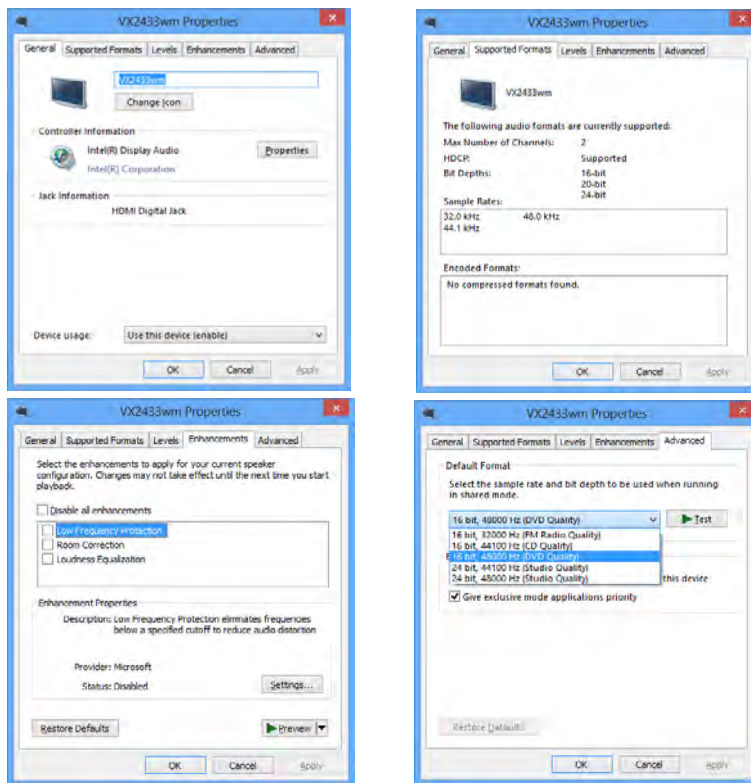 VX2433wm Properties
General Supported Formats Levels Enhancements Advanced
VX2433wm
Change Icon
Controller Information
Intel(R) Display Audio Properties
Intel(R) Corporation
Jack Information
HDMI Digital Jack
Device usage: Use this device (enable)
OK Cancel Apply
VX2433wm Properties
General Supported Formats Levels Enhancements Advanced
VX2433wm
The following audio formats are currently supported:
Max Number of Channels: 2
HDCP: Supported
Bit Depths: 16-bit
20-bit
24-bit
Sample Rates:
32.0 kHz 48.0 kHz
44.1 kHz
Encoded Formats:
No compressed formats found.
OK Cancel Apply
VX2433wm Properties
General Supported Formats Levels Enhancements Advanced
Select the enhancements to apply for your current speaker
configuration. Changes may not take effect until the next time you start
playback.
Disable all enhancements
Low Frequency Protection
Room Correction
Loudness Equalization
Enhancement Properties
Description: Low Frequency Protection eliminates frequencies
below a specified cutoff to reduce audio distortion
Provider: Microsoft
Status: Disabled Settings...
Restore Defaults Preview
OK Cancel Apply
VX2433wm Properties
General Supported Formats Levels Enhancements Advanced
Default Format
Select the sample rate and bit depth to be used when running
in shared mode.
16 bit, 48000 Hz (DVD Quality) Test
16 bit, 32000 Hz (FM Radio Quality)
16 bit, 44100 Hz (CD Quality)
16 bit, 48000 Hz (DVD Quality)
24 bit, 44100 Hz (Studio Quality)
24 bit, 48000 Hz (Studio Quality)
this device
Give exclusive mode applications priority
Restore Defaults
OK Cancel Apply